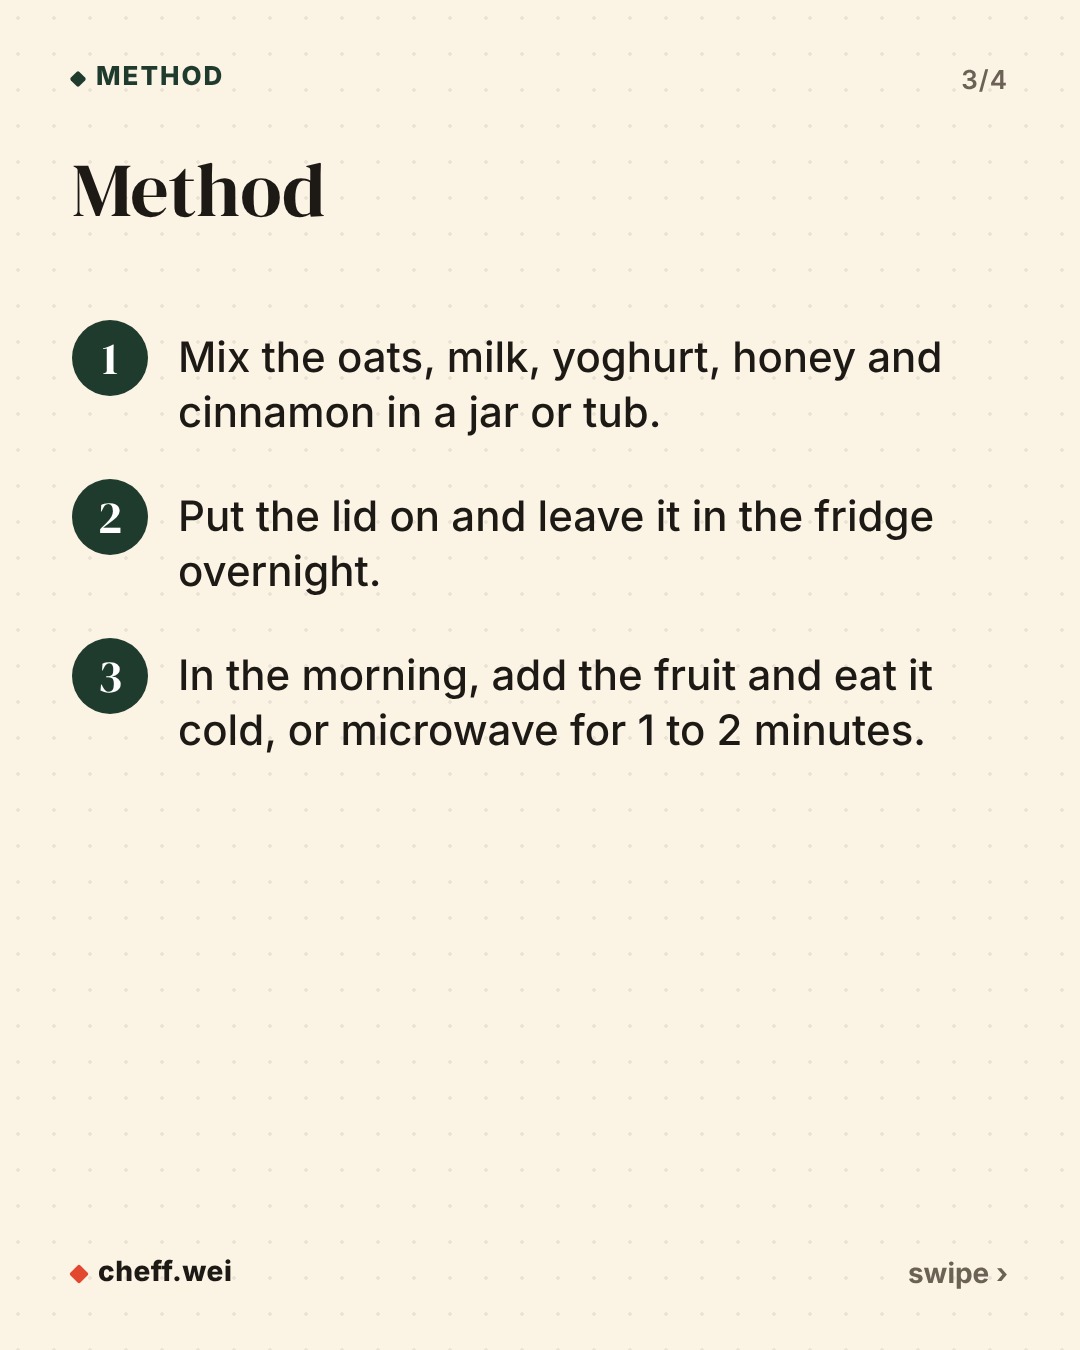 METHOD
3/4
Method
1
Mix the oats, milk, yoghurt, honey and
cinnamon in a jar or tub.
2
Put the lid on and leave it in the fridge
overnight.
3
In the morning, add the fruit and eat it
cold, or microwave for 1 to 2 minutes.
cheff.wei
swipe ›